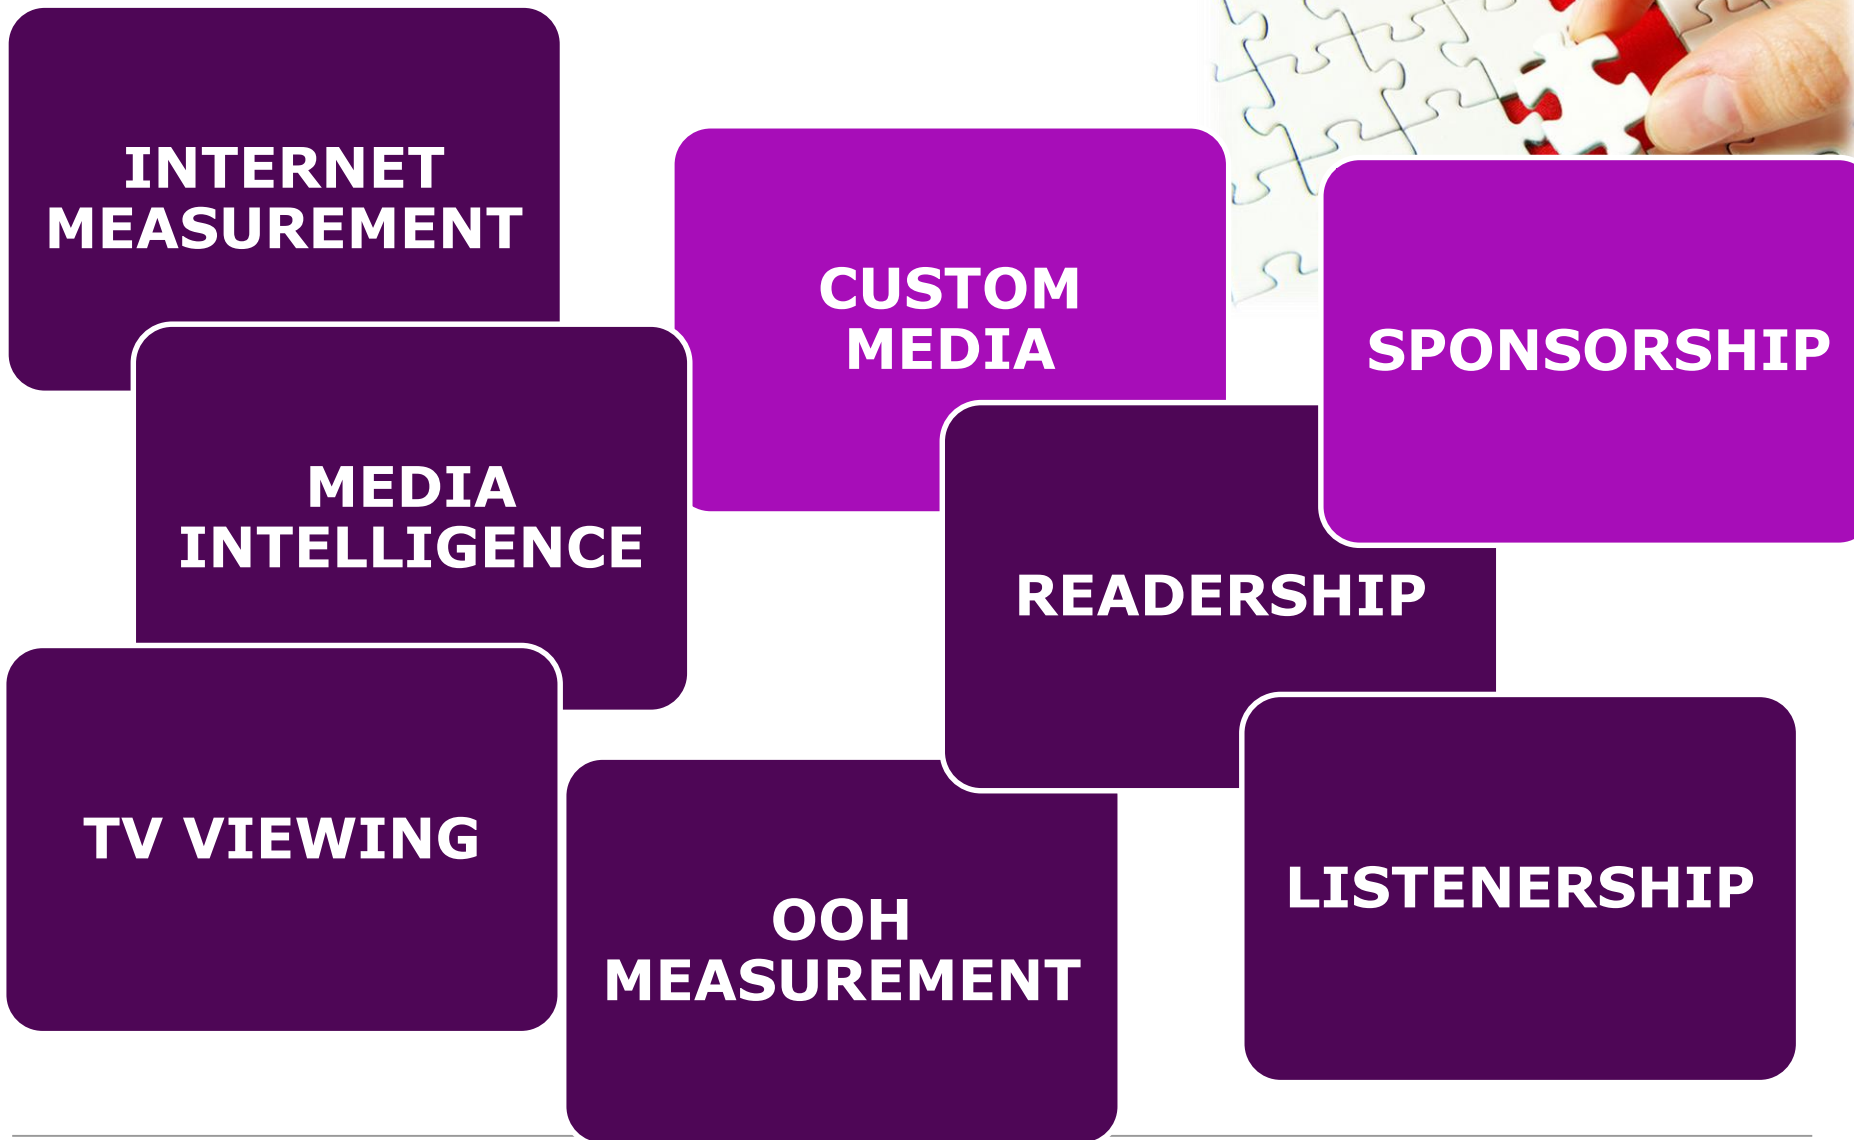 INTERNET
MEASUREMENT
CUSTOM
MEDIA
SPONSORSHIP
MEDIA
INTELLIGENCE
READERSHIP
TV VIEWING
OOH
MEASUREMENT
LISTENERSHIP